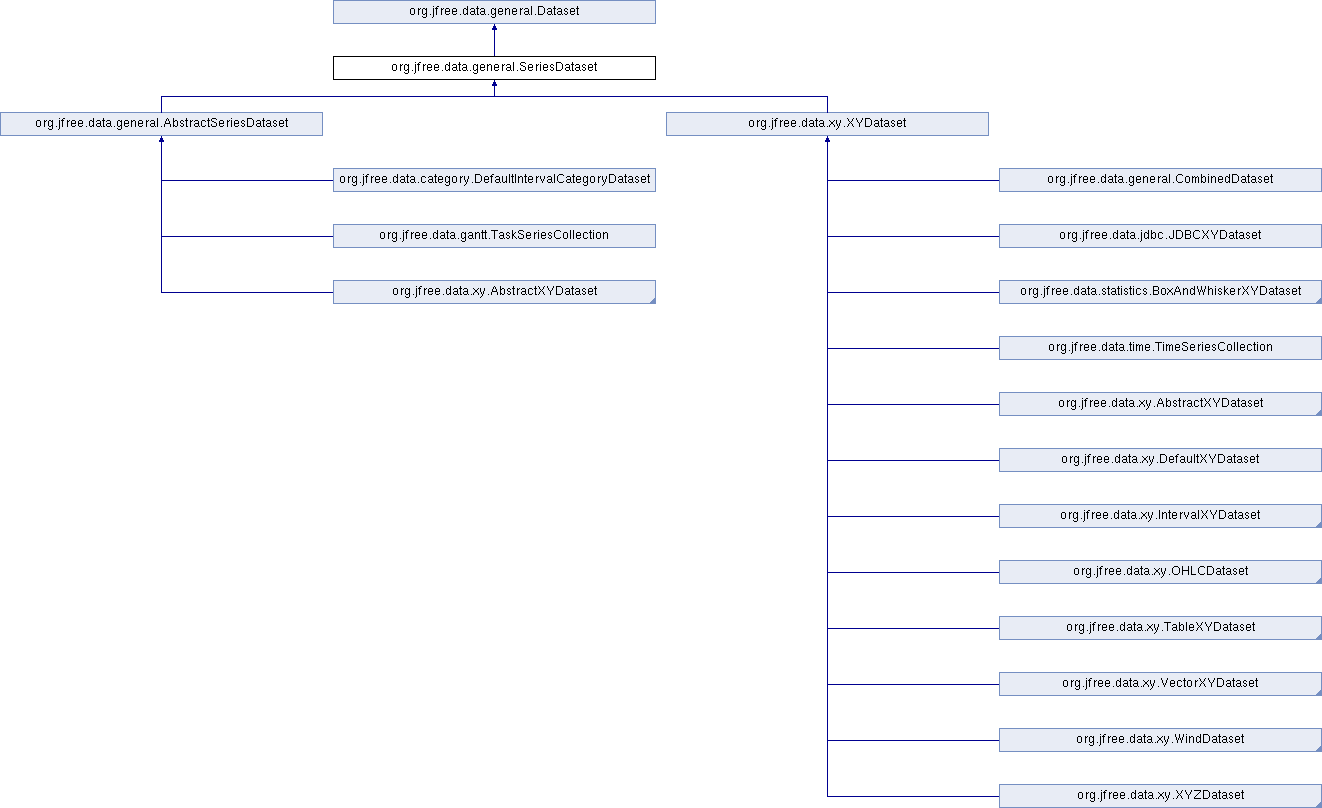 org.jfree.data.general.Dataset
org.jfree.data.general.SeriesDataset
org.jfree.data.general.AbstractSeriesDataset
org.jfree.data.xy.XYDataset
org.jfree.data.category.DefaultIntervalCategoryDataset
org.jfree.data.general.CombinedDataset
org.jfree.data.gantt.TaskSeriesCollection
org.jfree.data.jdbc.JDBCXYDataset
org.jfree.data.xy.AbstractXYDataset
org.jfree.data.statistics.BoxAndWhiskerXYDataset
org.jfree.data.time.TimeSeriesCollection
org.jfree.data.xy.AbstractXYDataset
org.jfree.data.xy.DefaultXYDataset
org.jfree.data.xy.IntervalXYDataset
org.jfree.data.xy.OHLCDataset
org.jfree.data.xy.TableXYDataset
org.jfree.data.xy.VectorXYDataset
org.jfree.data.xy.WindDataset
org.jfree.data.xy.XYZDataset